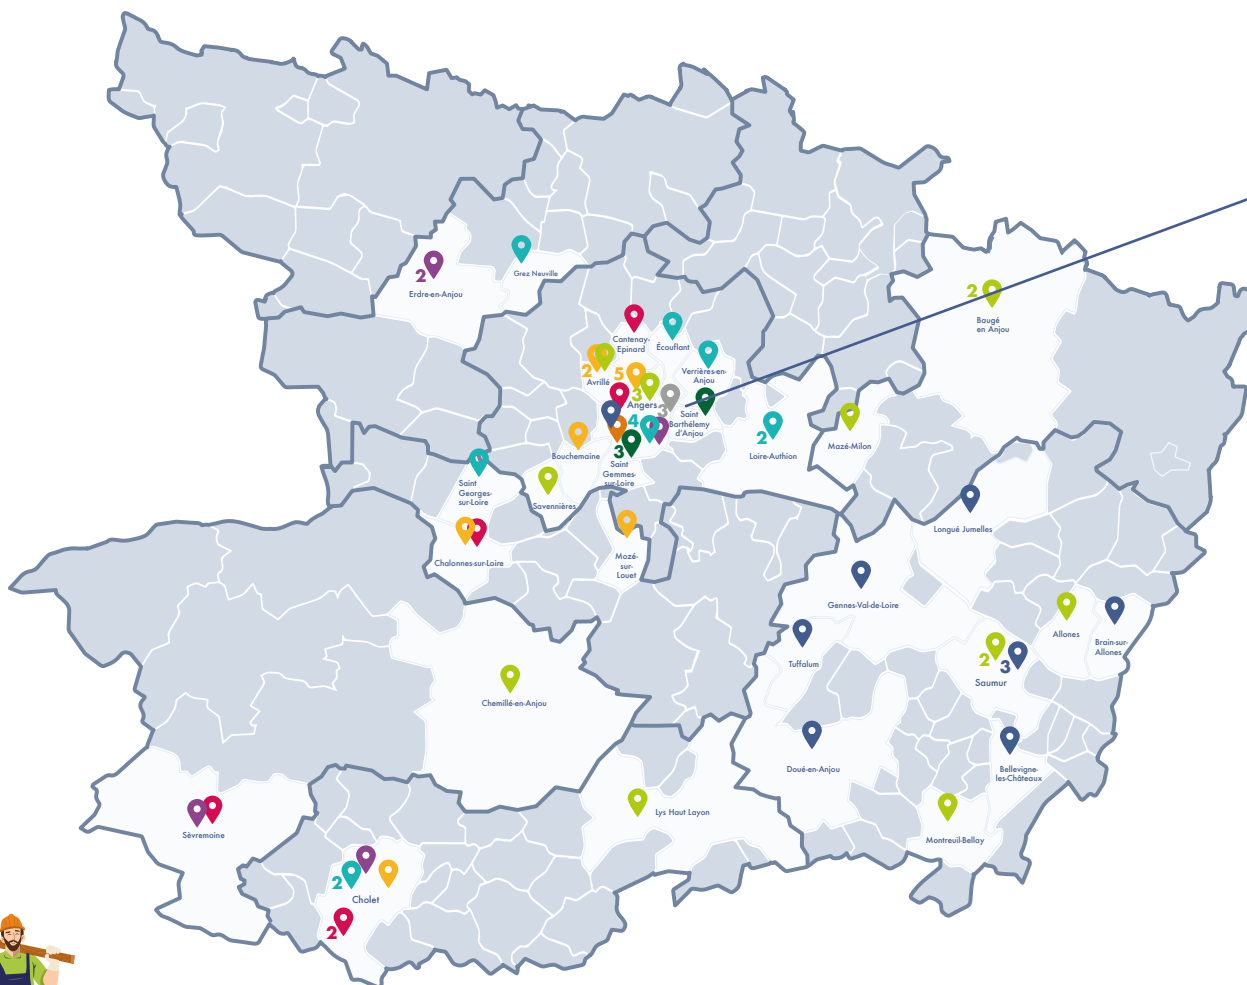 Grez Neuville
2
Erdre-en-Anjou
2
Baugé
en Anjou
Cantenay-
Epinard
Écouflant
Verrières-en-
Anjou
2
Avrillé
5
3
Angers
3
Saint
Barthélemy
d'Anjou
4
3
Bouchemaine
Saint
Gemmes-
sur-Loire
2
Loire-Authion
Mazé-Milon
Saint
Georges-
sur-Loire
Savennières
Longué Jumelles
Chalonnes-sur-Loire
Mozé-
sur-
Louet
Gennes-Val-de-Loire
Allones
Brain-sur-
Allones
Tuffalum
2
3
Saumur
Chemillé-en-Anjou
Doué-en-Anjou
Bellevigne-
les-Châteaux
Lys Haut Layon
Montreuil-Bellay
Sèvremoine
2
Cholet
2